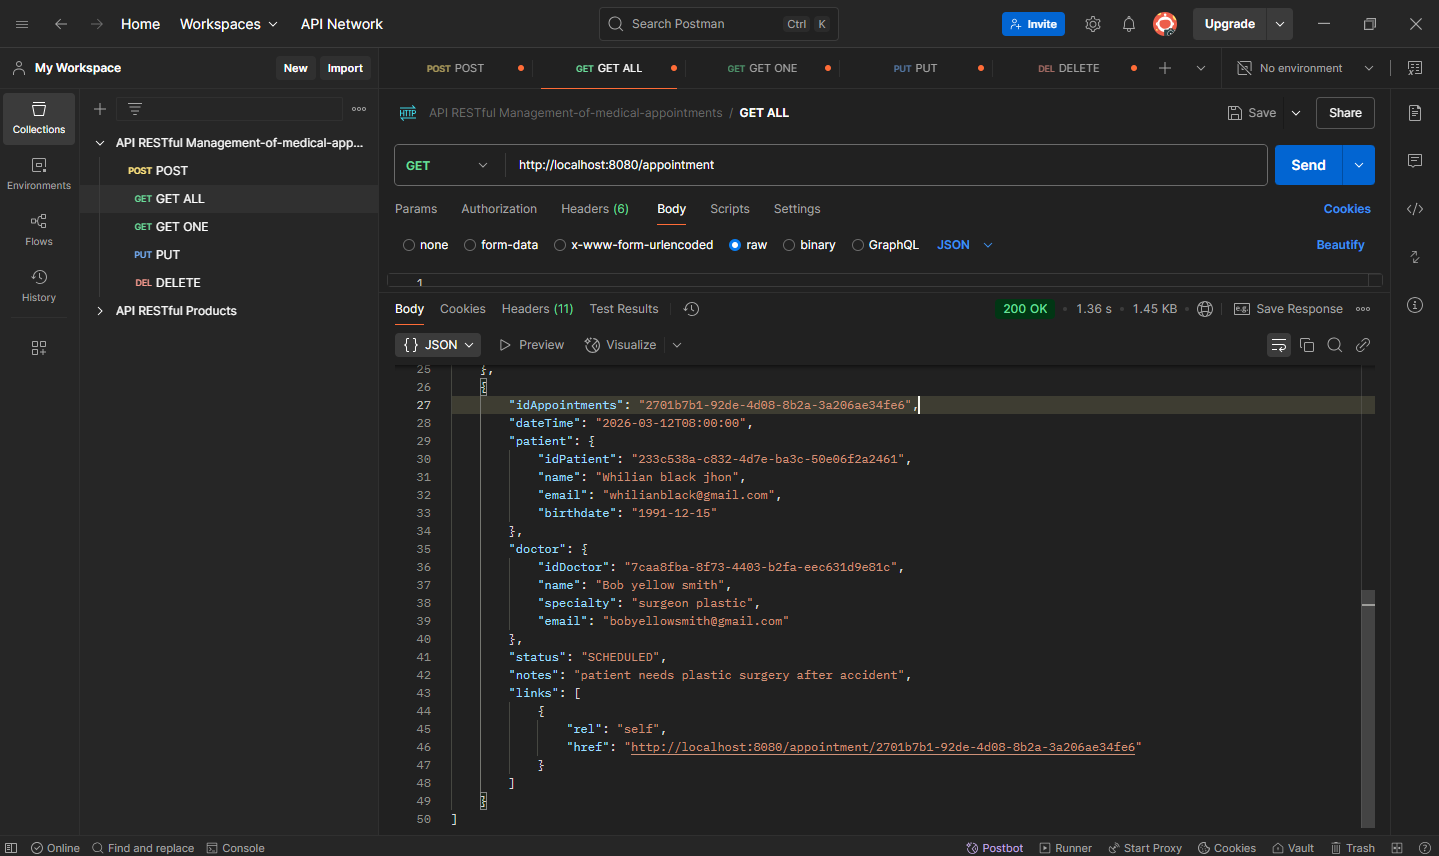 Home
Workspaces
API Network
Search Postman
Ctrl K
Invite
Upgrade
My Workspace
New
Import
POST POST
GET GET ALL
GET GET ONE
PUT PUT
DEL DELETE
No environment
Collections
Environments
Flows
History
API RESTful Management-of-medical-app...
POST POST
GET GET ALL
GET GET ONE
PUT PUT
DEL DELETE
API RESTful Products
HTTP API RESTful Management-of-medical-appointments / GET ALL
Save
Share
GET
http://localhost:8080/appointment
Send
Params
Authorization
Headers (6)
Body
Scripts
Settings
Cookies
none
form-data
x-www-form-urlencoded
raw
binary
GraphQL
JSON
Beautify
1
Body
Cookies
Headers (11)
Test Results
200 OK • 1.36 s • 1.45 KB
e.g. Save Response
{} JSON
Preview
Visualize
25 },
26 {
27 "idAppointments": "2701b7b1-92de-4d08-8b2a-3a206ae34fe6",
28 "dateTime": "2026-03-12T08:00:00",
29 "patient": {
30 "idPatient": "233c538a-c832-4d7e-ba3c-50e06f2a2461",
31 "name": "Whilian black jhon",
32 "email": "whilianblack@gmail.com",
33 "birthdate": "1991-12-15"
34 },
35 "doctor": {
36 "idDoctor": "7caa8fba-8f73-4403-b2fa-eec631d9e81c",
37 "name": "Bob yellow smith",
38 "specialty": "surgeon plastic",
39 "email": "bobyellowsmith@gmail.com"
40 },
41 "status": "SCHEDULED",
42 "notes": "patient needs plastic surgery after accident",
43 "links": [
44 {
45 "rel": "self",
46 "href": "http://localhost:8080/appointment/2701b7b1-92de-4d08-8b2a-3a206ae34fe6"
47 }
48 ]
49 }
50 ]
Online
Find and replace
Console
Postbot
Runner
Start Proxy
Cookies
Vault
Trash